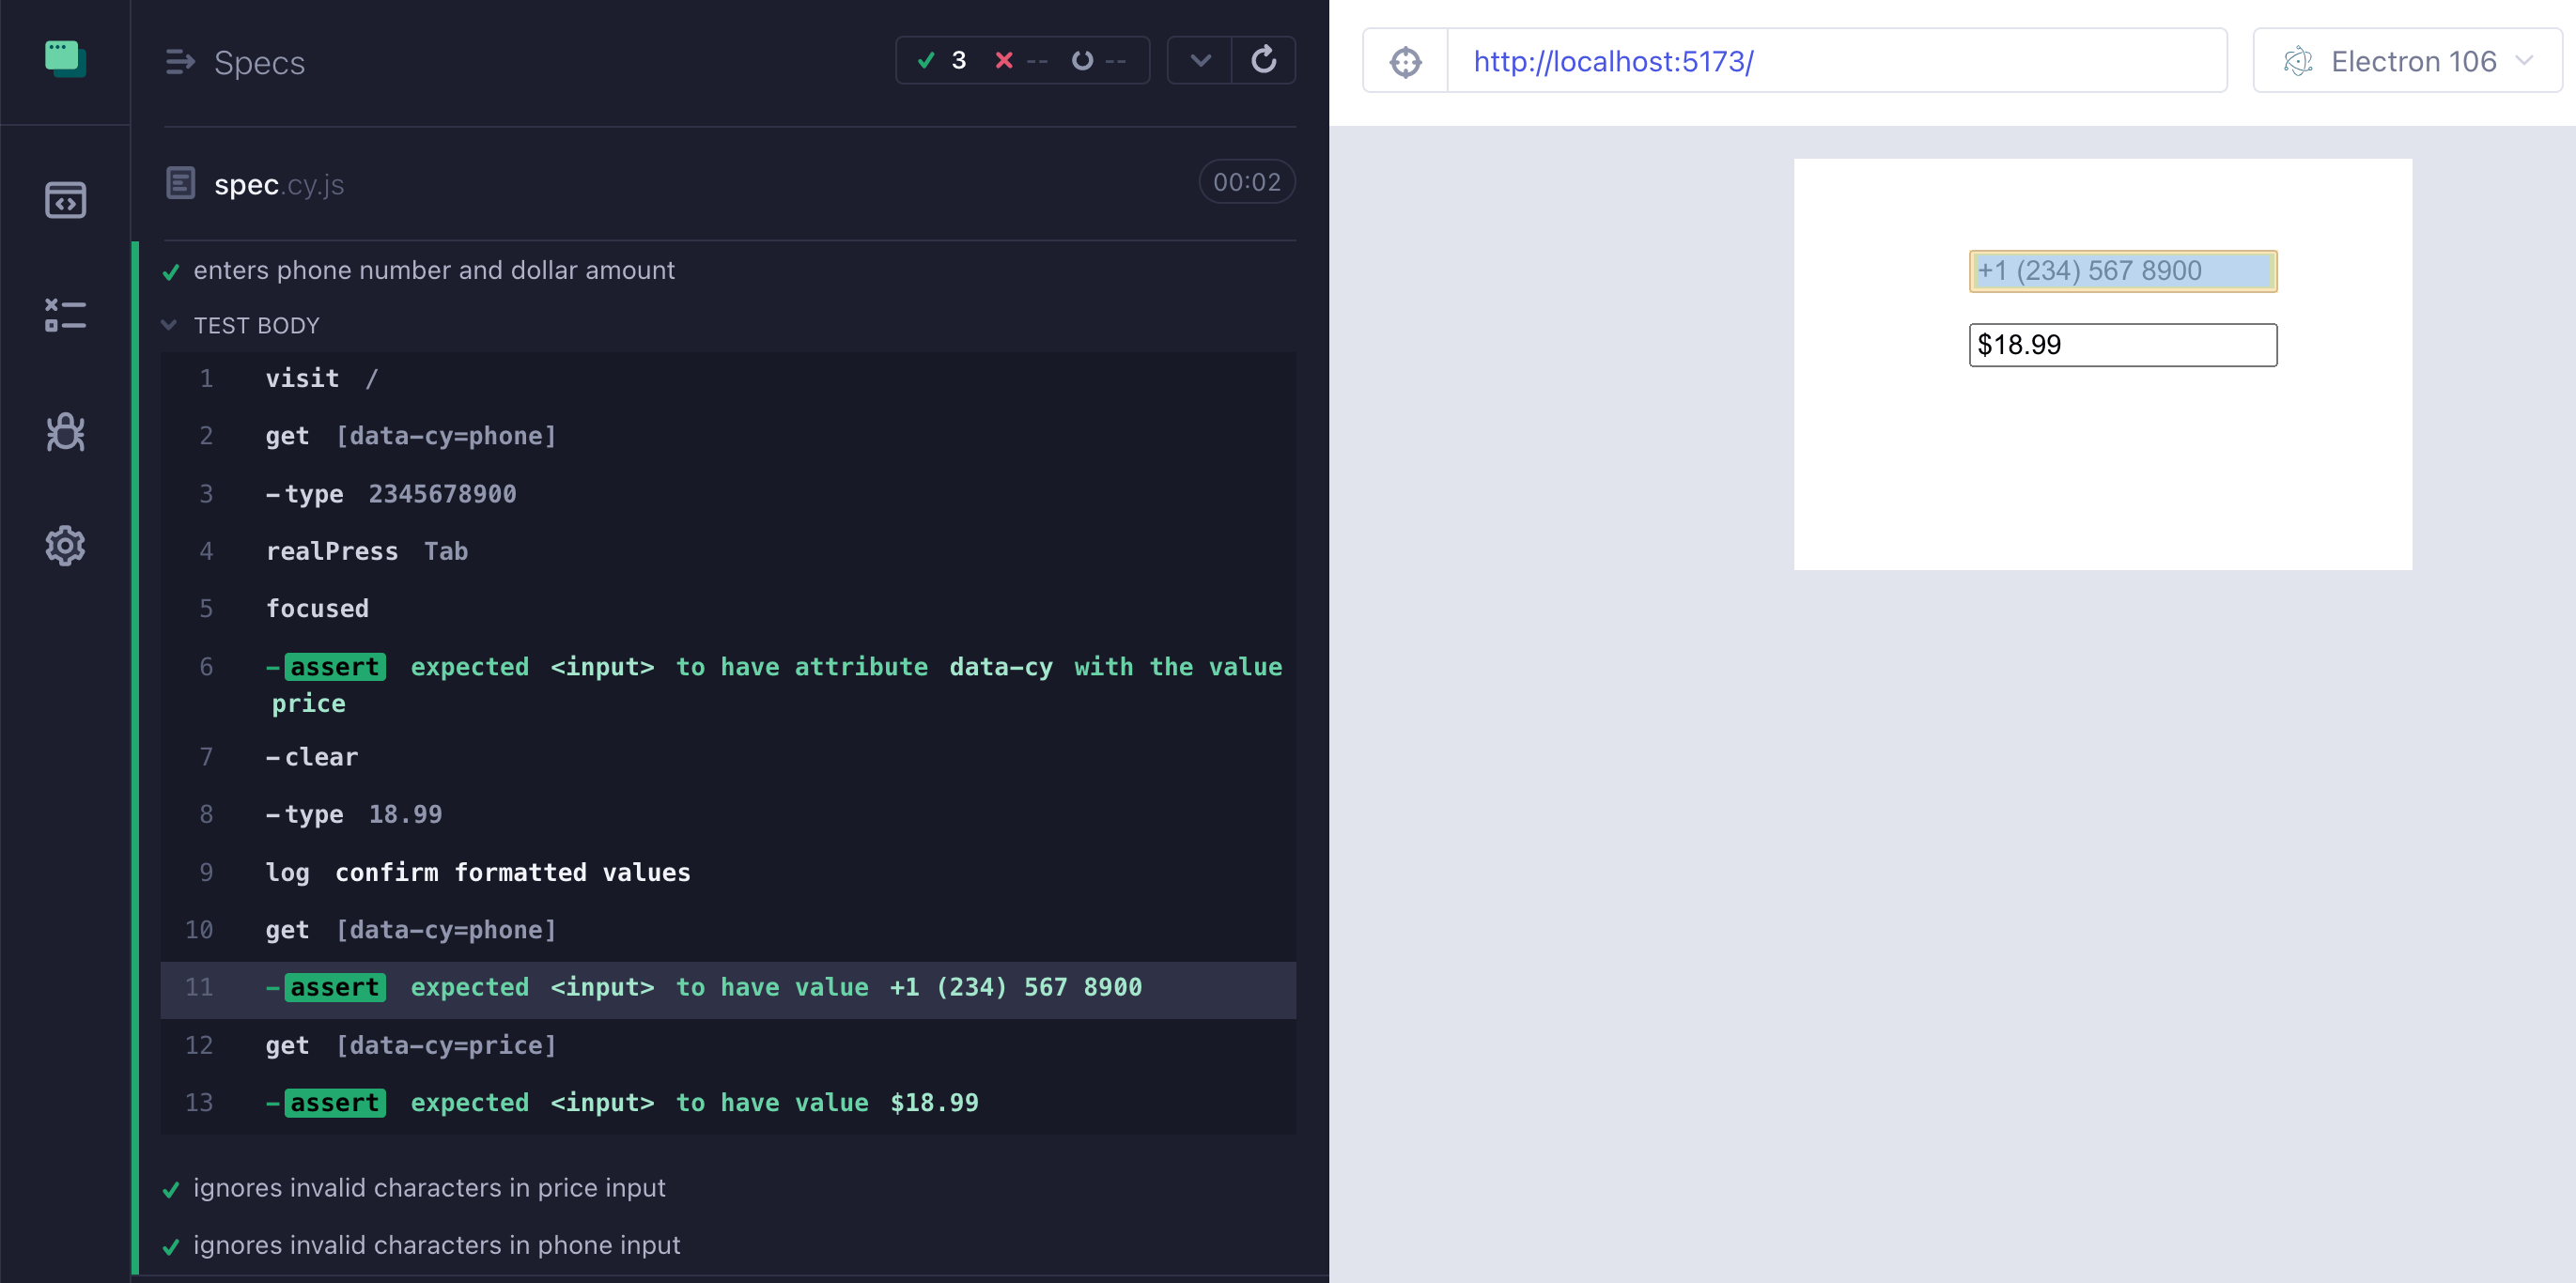 Specs
3 -- --
spec.cy.js
00:02
enters phone number and dollar amount
TEST BODY
1 visit /
2 get [data-cy=phone]
3 -type 2345678900
4 realPress Tab
5 focused
6 -assert expected <input> to have attribute data-cy with the value
price
7 -clear
8 -type 18.99
9 log confirm formatted values
10 get [data-cy=phone]
11 -assert expected <input> to have value +1 (234) 567 8900
12 get [data-cy=price]
13 -assert expected <input> to have value $18.99
ignores invalid characters in price input
ignores invalid characters in phone input
http://localhost:5173/
Electron 106
+1 (234) 567 8900
$18.99